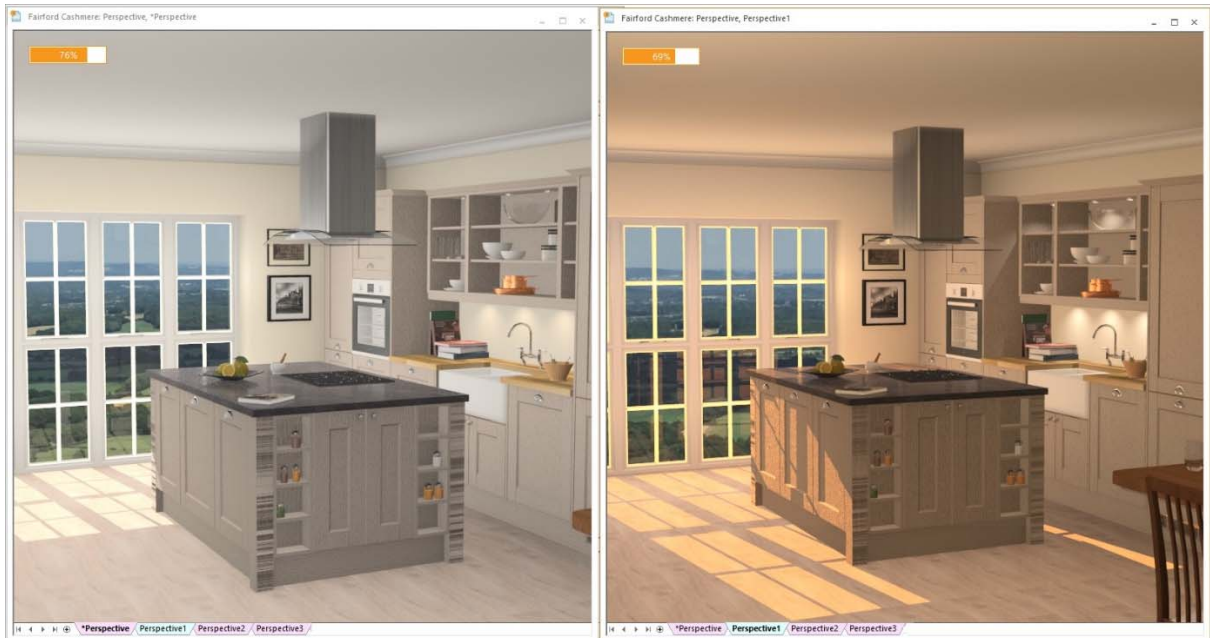 Fairford Cashmere: Perspective, *Perspective
76%
*Perspective Perspective1 Perspective2 Perspective3
Fairford Cashmere: Perspective, Perspective1
69%
*Perspective Perspective1 Perspective2 Perspective3